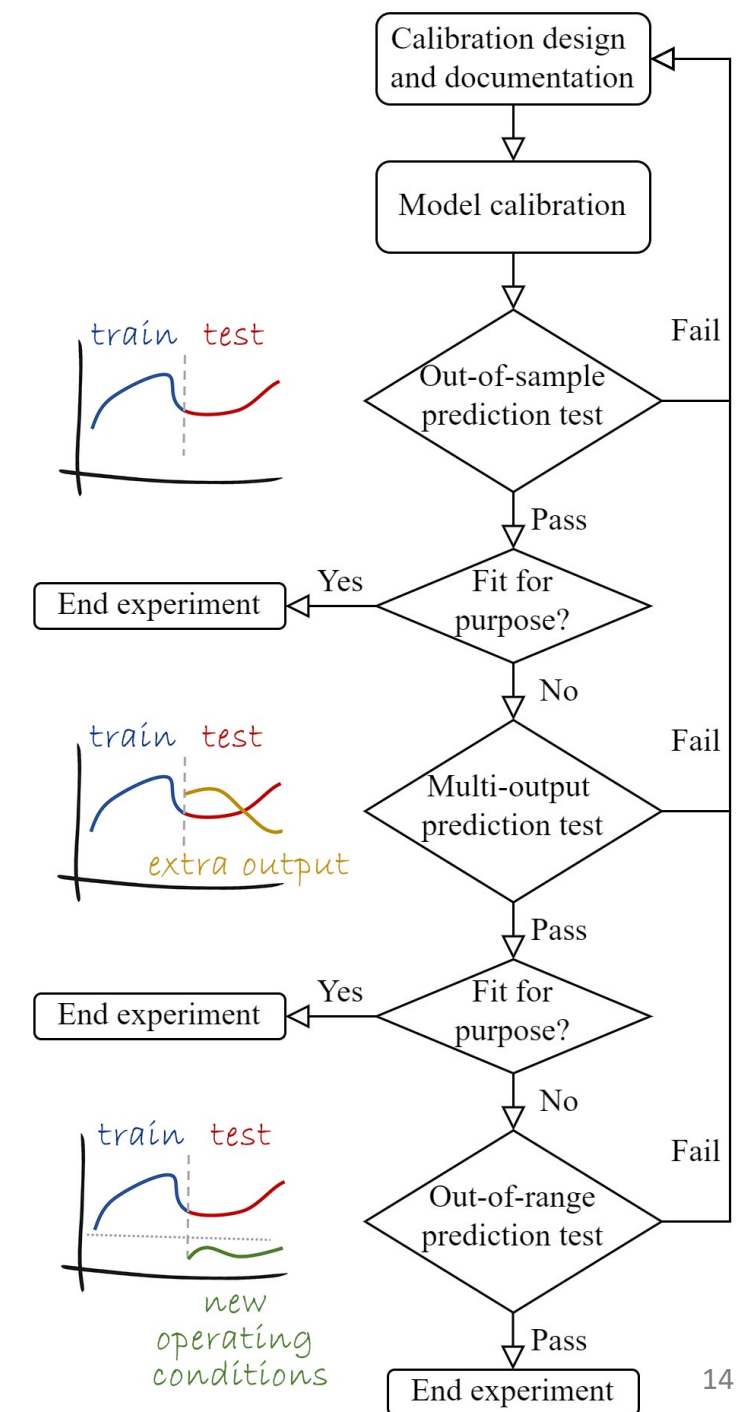 Calibration design
and documentation
Model calibration
train test
Fail
Out-of-sample
prediction test
Pass
Yes
Fit for
purpose?
End experiment
No
train test
Fail
Multi-output
prediction test
extra output
Pass
Yes
Fit for
purpose?
End experiment
No
train test
Fail
Out-of-range
prediction test
new
operating
conditions
Pass
End experiment
14